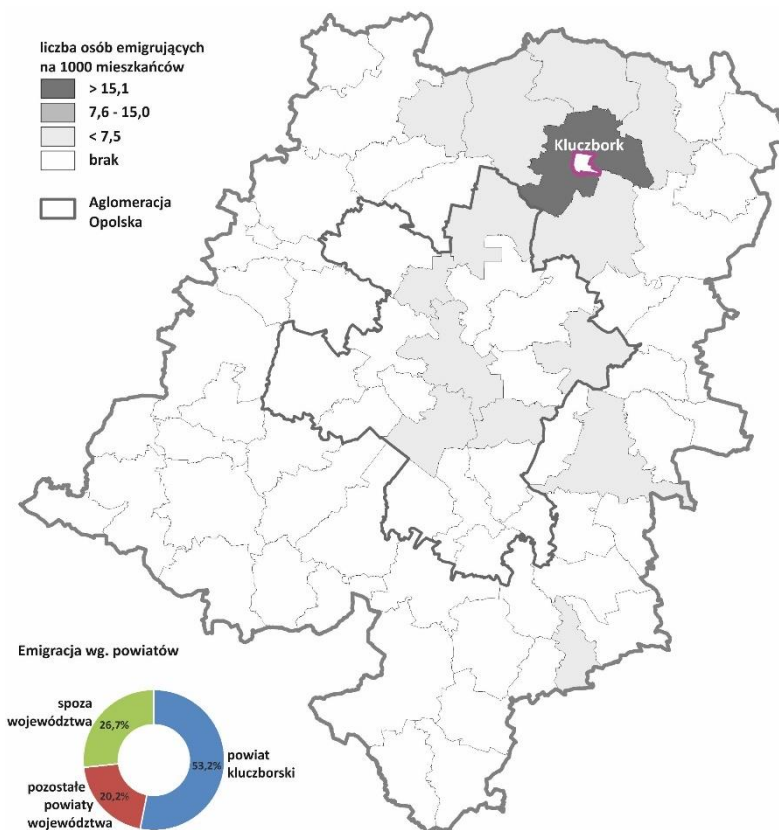 liczba osób emigrujących
na 1000 mieszkańców
> 15,1
7,6 - 15,0
< 7,5
brak
Aglomeracja
Opolska
Kluczbork
Emigracja wg. powiatów
spoza
województwa
26,7%
powiat
kluczborski
53,2%
pozostałe
powiaty
województwa
20,2%